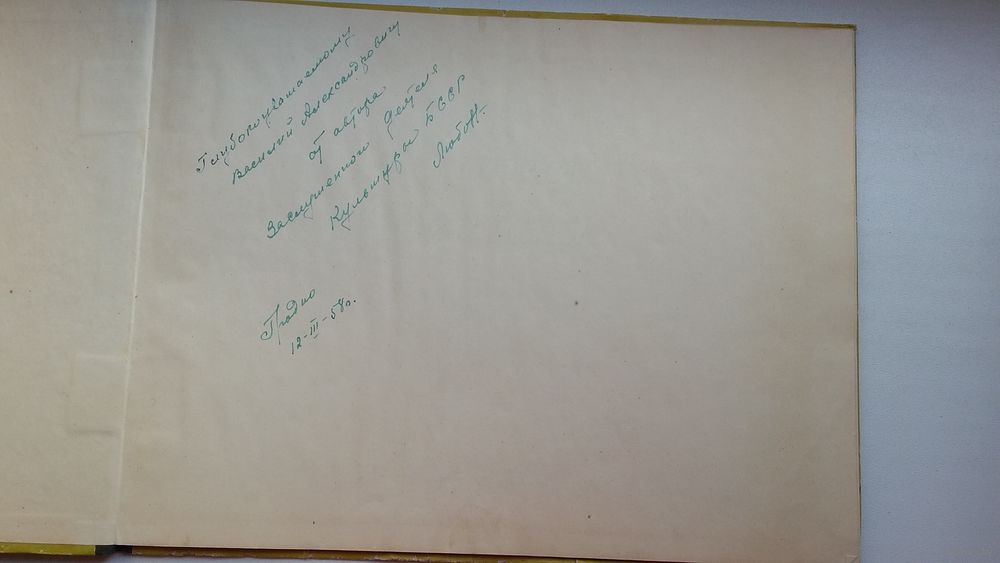 Глубокоуважаемому
Василию Александровичу
от автора
Заслуженного деятеля
Культуры БССР
Гродно
12-III-58г.